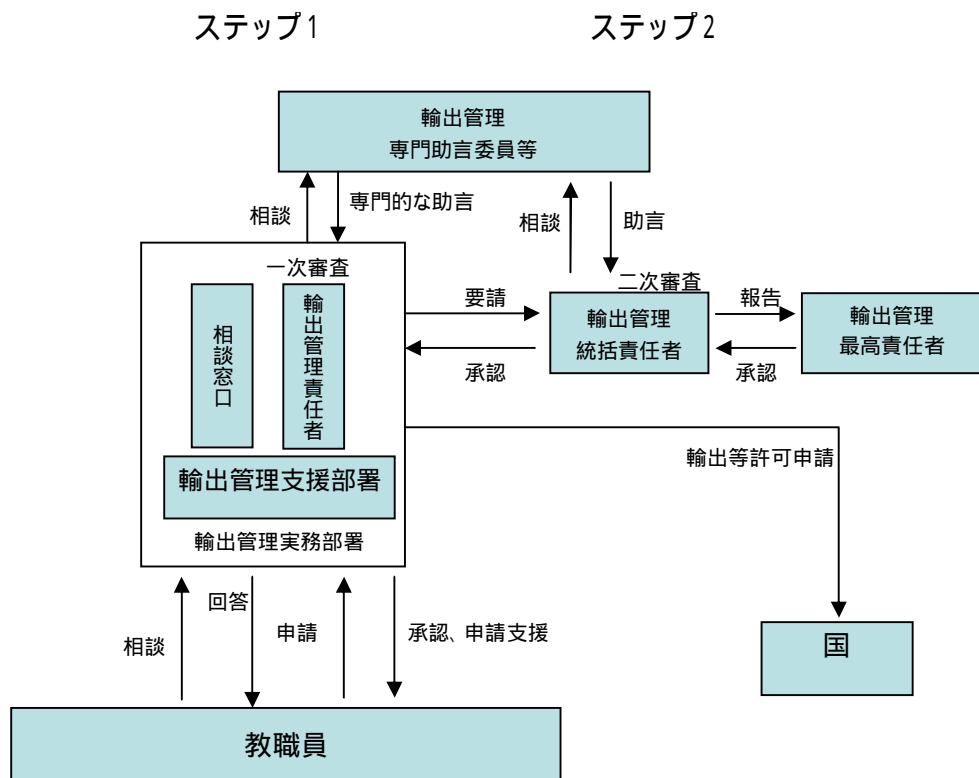 ステップ1
ステップ2
輸出管理
専門助言委員等
相談
専門的な助言
相談
助言
一次審査
相談窓口
輸出管理責任者
輸出管理支援部署
輸出管理実務部署
要請
承認
二次審査
輸出管理
統括責任者
報告
承認
輸出管理
最高責任者
輸出等許可申請
国
相談
回答
申請
承認、申請支援
教職員